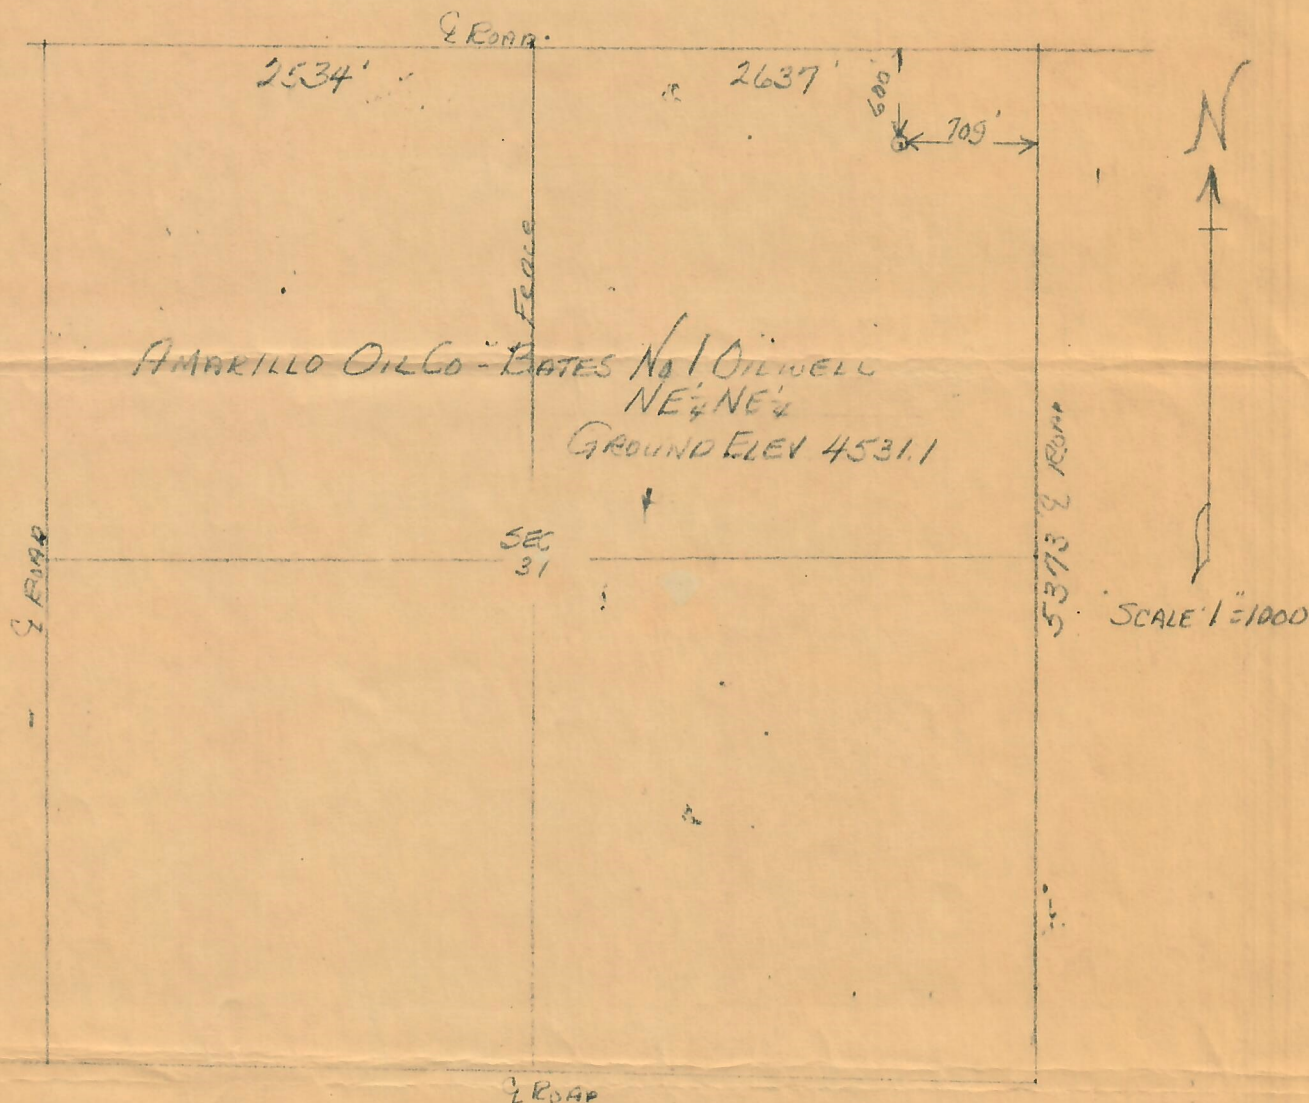 ℄ ROAD
2534'
2637'
600'
709'
N
FENCE
AMARILLO OIL CO - BATES No 1 OILWELL
NE¼ NE¼
GROUND ELEV 4531.1
SEC
31
℄ ROAD
5373 ℄ ROAD
SCALE 1"=1000
℄ ROAD